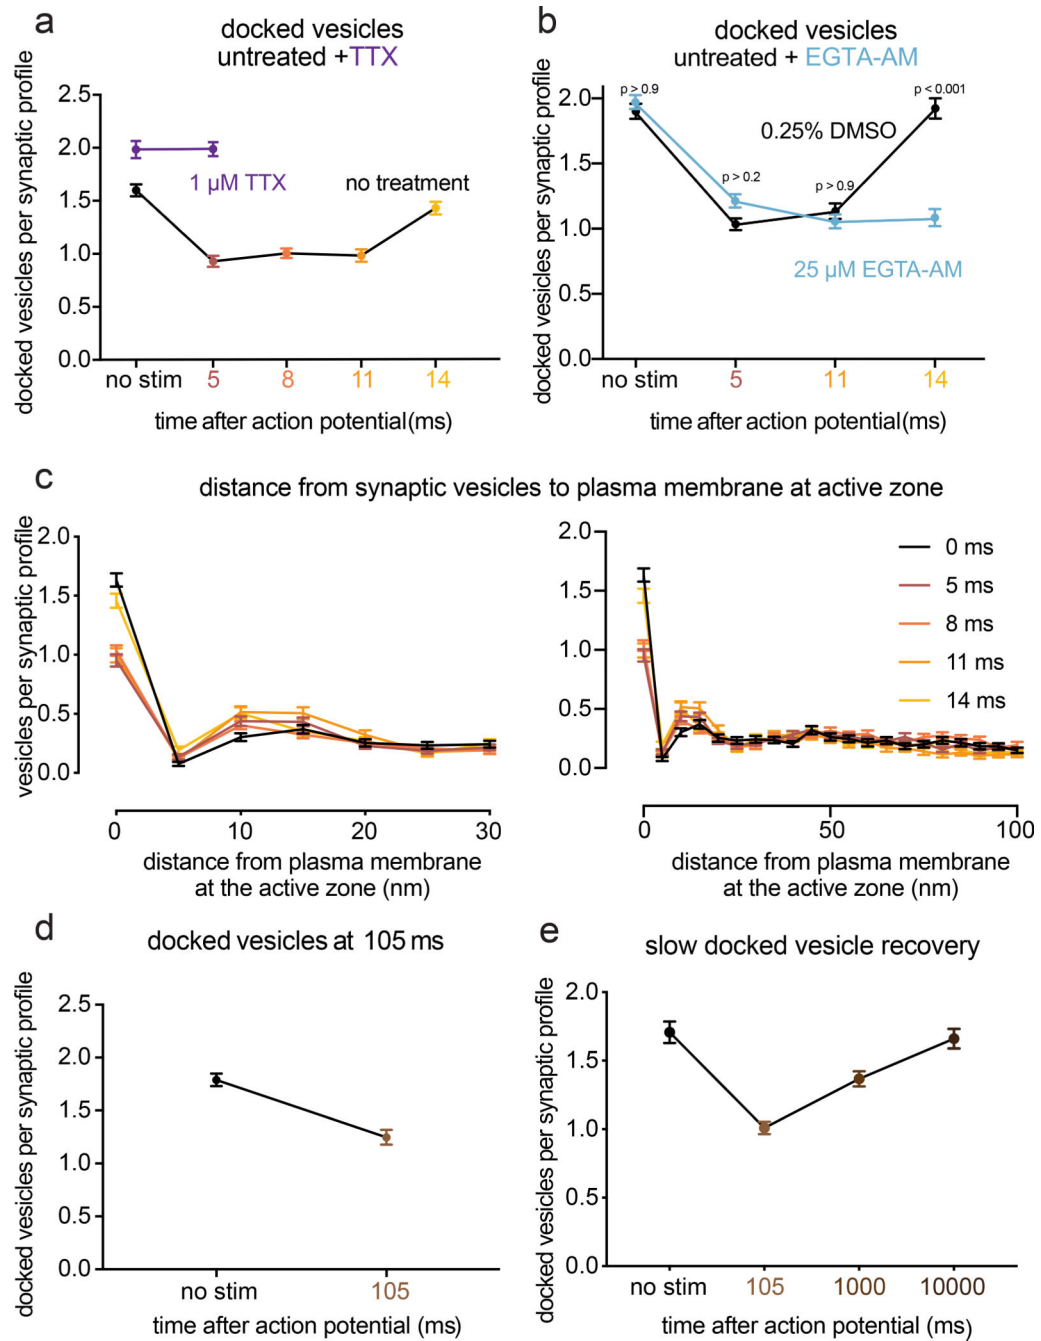 a
docked vesicles
untreated +TTX
docked vesicles per synaptic profile
2.5
2.0
1.5
1.0
0.5
0.0
1 µM TTX
no treatment
no stim 5 8 11 14
time after action potential(ms)
b
docked vesicles
untreated + EGTA-AM
docked vesicles per synaptic profile
2.0
1.5
1.0
0.5
0.0
p > 0.9
p > 0.2
p > 0.9
p < 0.001
0.25% DMSO
25 µM EGTA-AM
no stim 5 11 14
time after action potential(ms)
c
distance from synaptic vesicles to plasma membrane at active zone
vesicles per synaptic profile
2.0
1.5
1.0
0.5
0.0
0 10 20 30
distance from plasma membrane
at the active zone (nm)
2.0
1.5
1.0
0.5
0.0
0 ms
5 ms
8 ms
11 ms
14 ms
0 50 100
distance from plasma membrane
at the active zone (nm)
d
docked vesicles at 105 ms
docked vesicles per synaptic profile
2.5
2.0
1.5
1.0
0.5
0.0
no stim 105
time after action potential (ms)
e
slow docked vesicle recovery
docked vesicles per synaptic profile
2.0
1.5
1.0
0.5
0.0
no stim 105 1000 10000
time after action potential (ms)